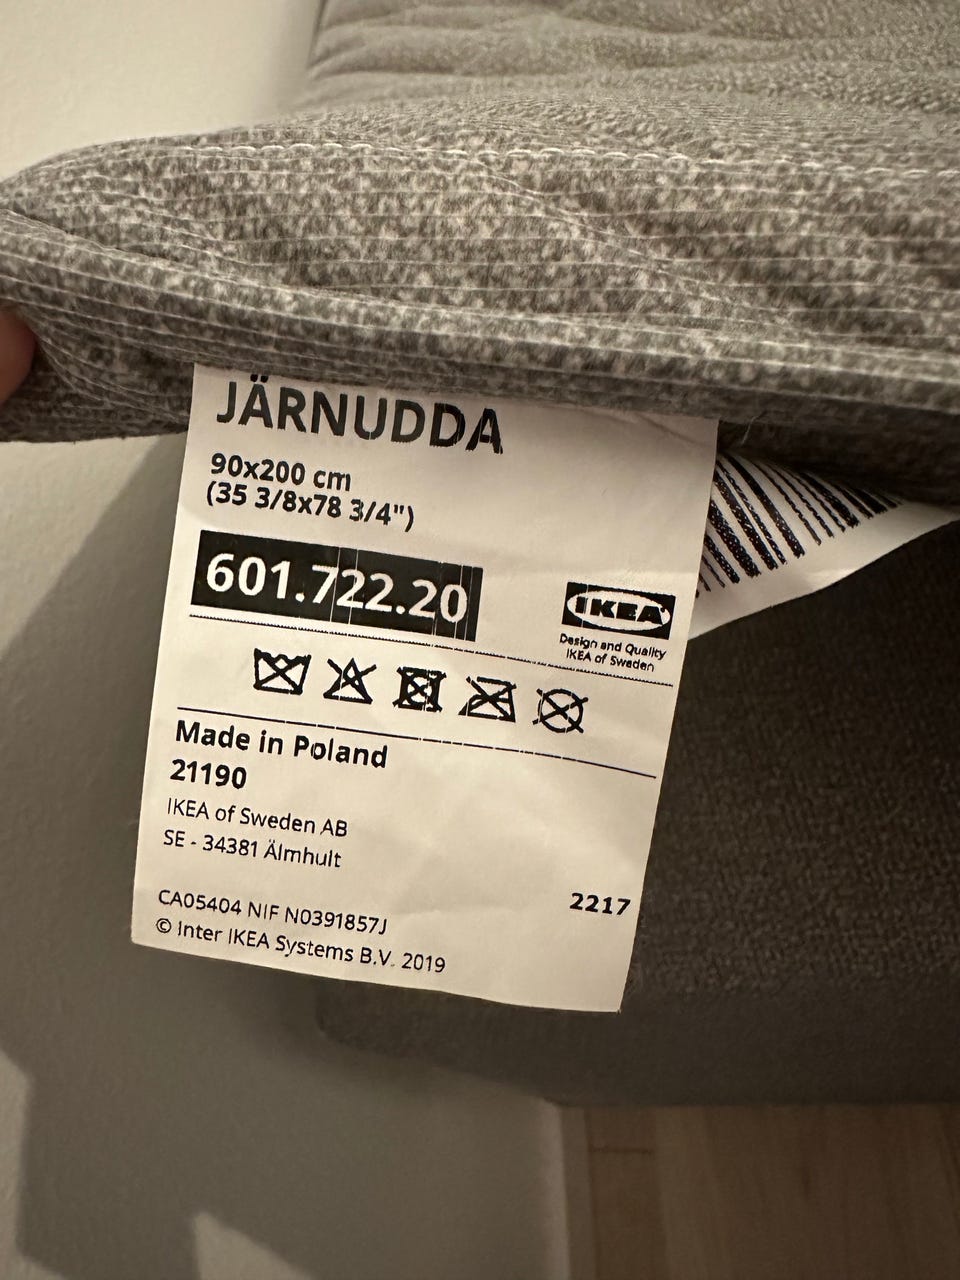 JÄRNUDDA
90x200 cm
(35 3/8x78 3/4")
601.722.20
IKEA
Design and Quality
IKEA of Sweden
Made in Poland
21190
IKEA of Sweden AB
SE - 34381 Älmhult
2217
CA05404 NIF N0391857J
© Inter IKEA Systems B.V. 2019